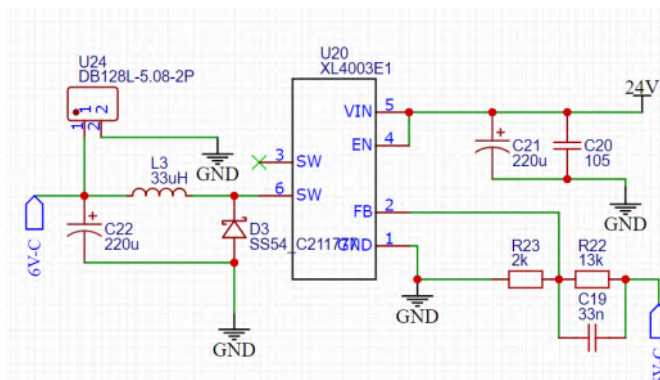 U24
DB128L-5.08-2P
1 2
1 2
GND
6V-C
L3
33uH
C22
220u
D3
SS54_C21177
GND
U20
XL4003E1
VIN
5
EN
4
3
SW
6
SW
FB
2
GND
1
24V
C21
220u
C20
105
GND
GND
R23
2k
R22
13k
C19
33n